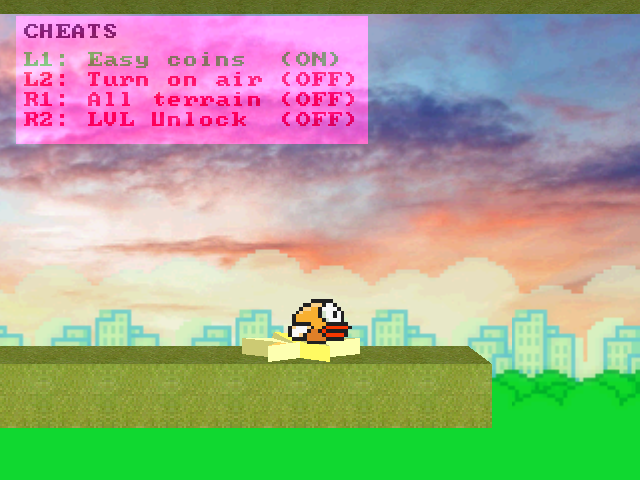 CHEATS
L1: Easy coins (ON)
L2: Turn on air (OFF)
R1: All terrain (OFF)
R2: LVL Unlock (OFF)